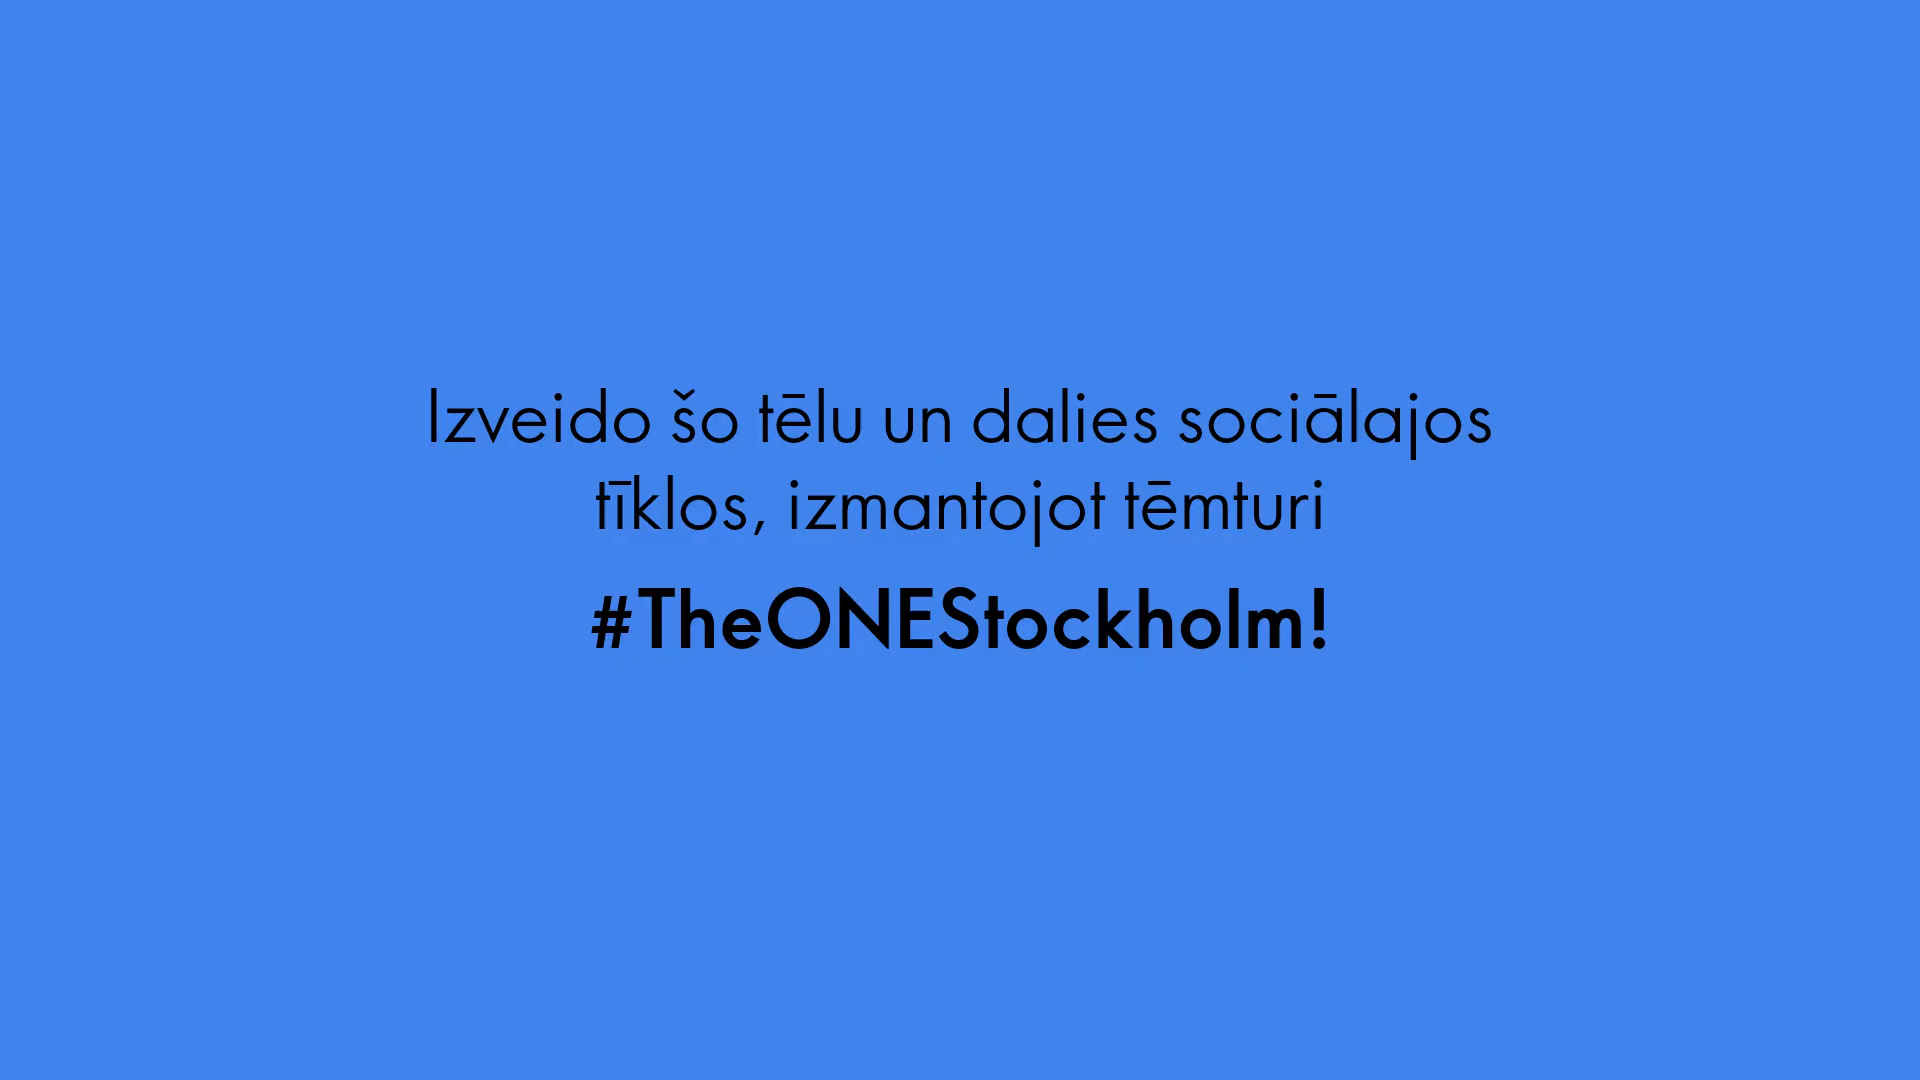 Izveido šo tēlu un dalies sociālajos
tīklos, izmantojot tēmturi
#TheONEStockholm!